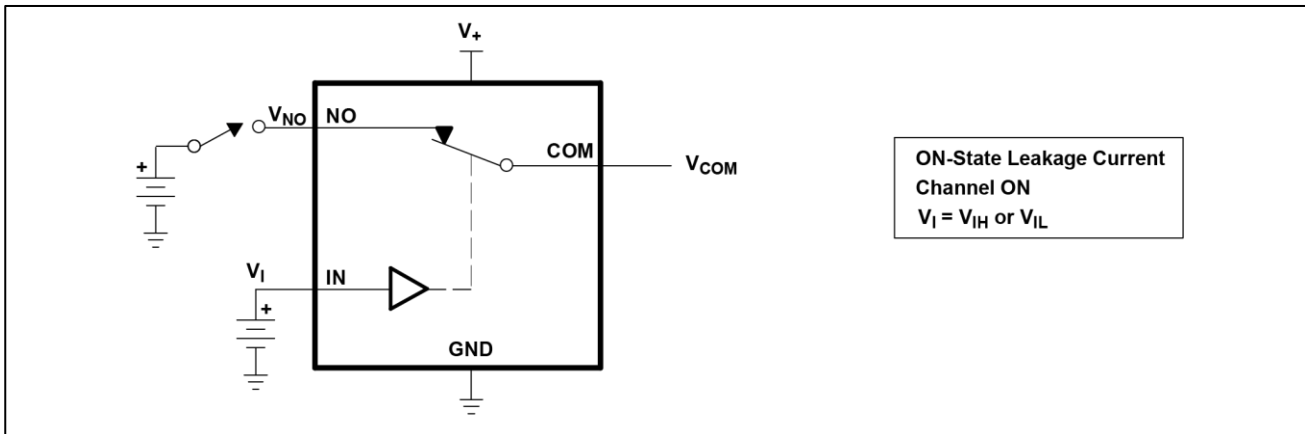 V+
VNO NO
COM
VCOM
+
VI IN
+
GND
ON-State Leakage Current
Channel ON
VI = VIH or VIL